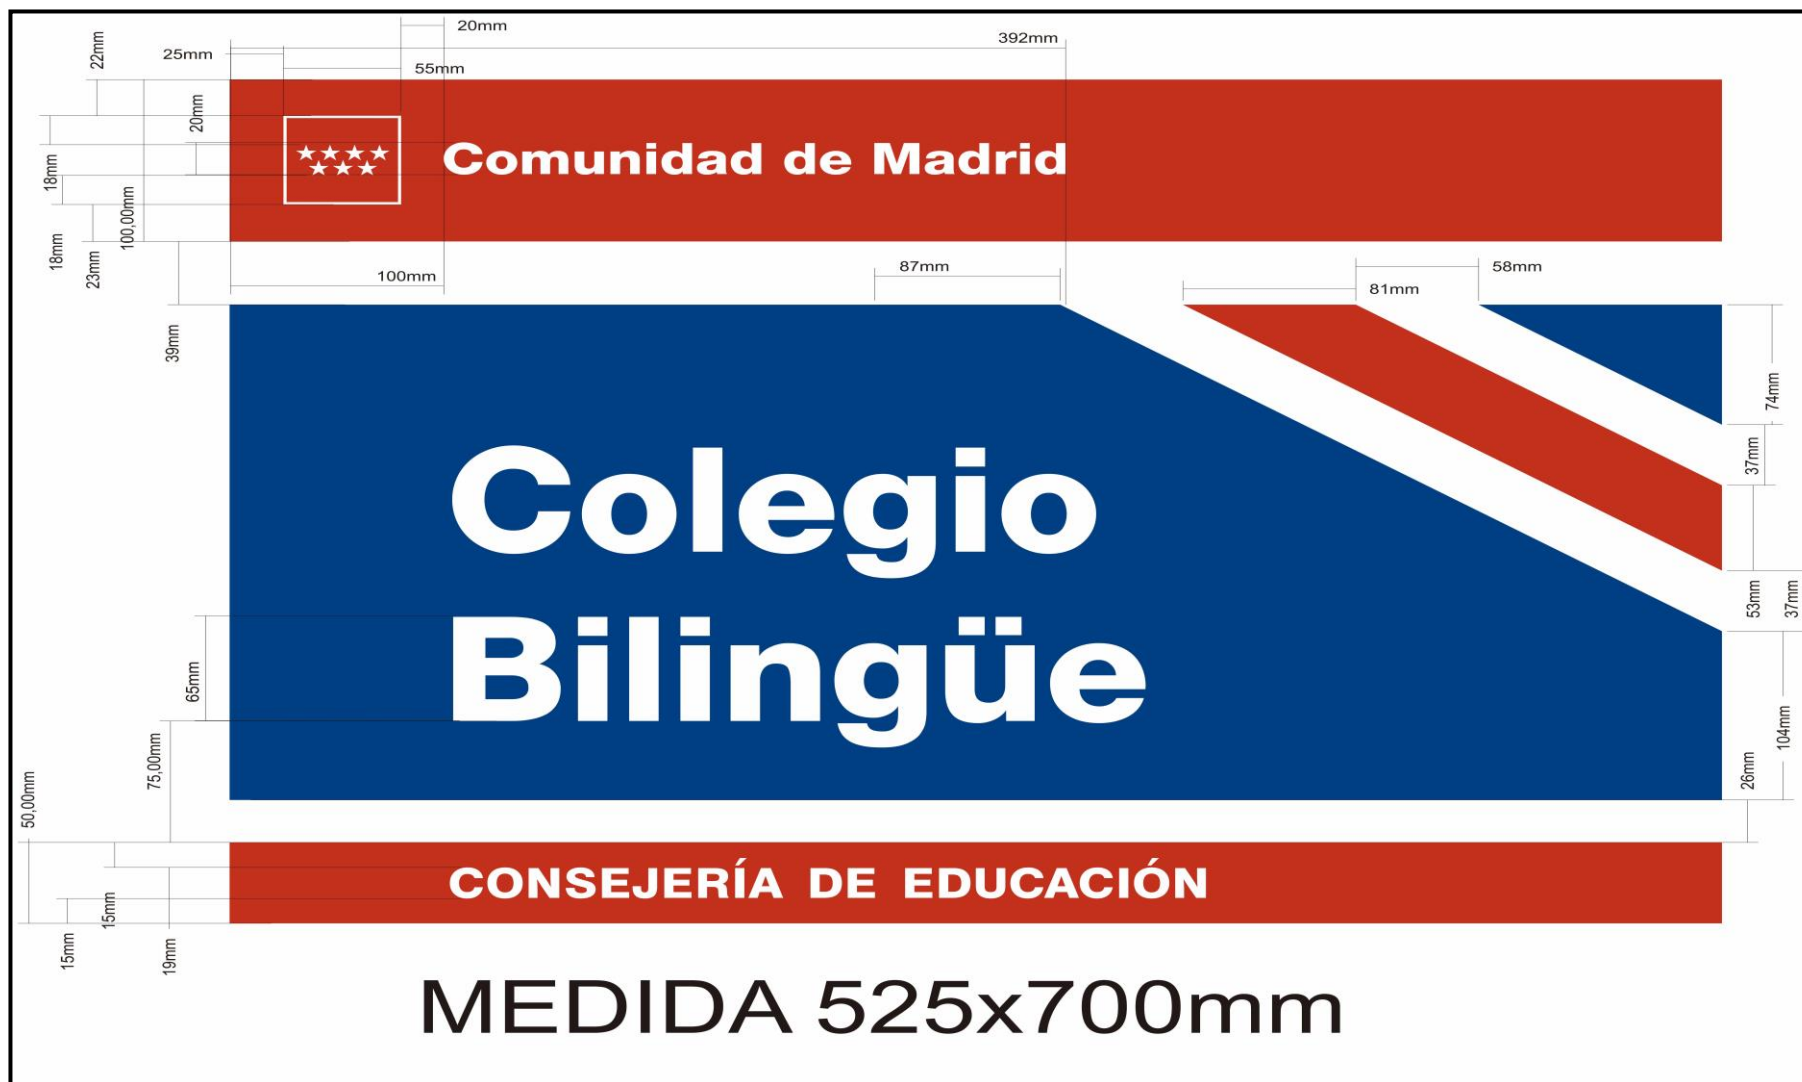 20mm
392mm
25mm
55mm
22mm
20mm
18mm
100,00mm
18mm
23mm
Comunidad de Madrid
100mm
87mm
58mm
81mm
39mm
74mm
37mm
Colegio
53mm
37mm
Bilingüe
65mm
104mm
75,00mm
26mm
50,00mm
CONSEJERÍA DE EDUCACIÓN
15mm
15mm
19mm
MEDIDA 525x700mm